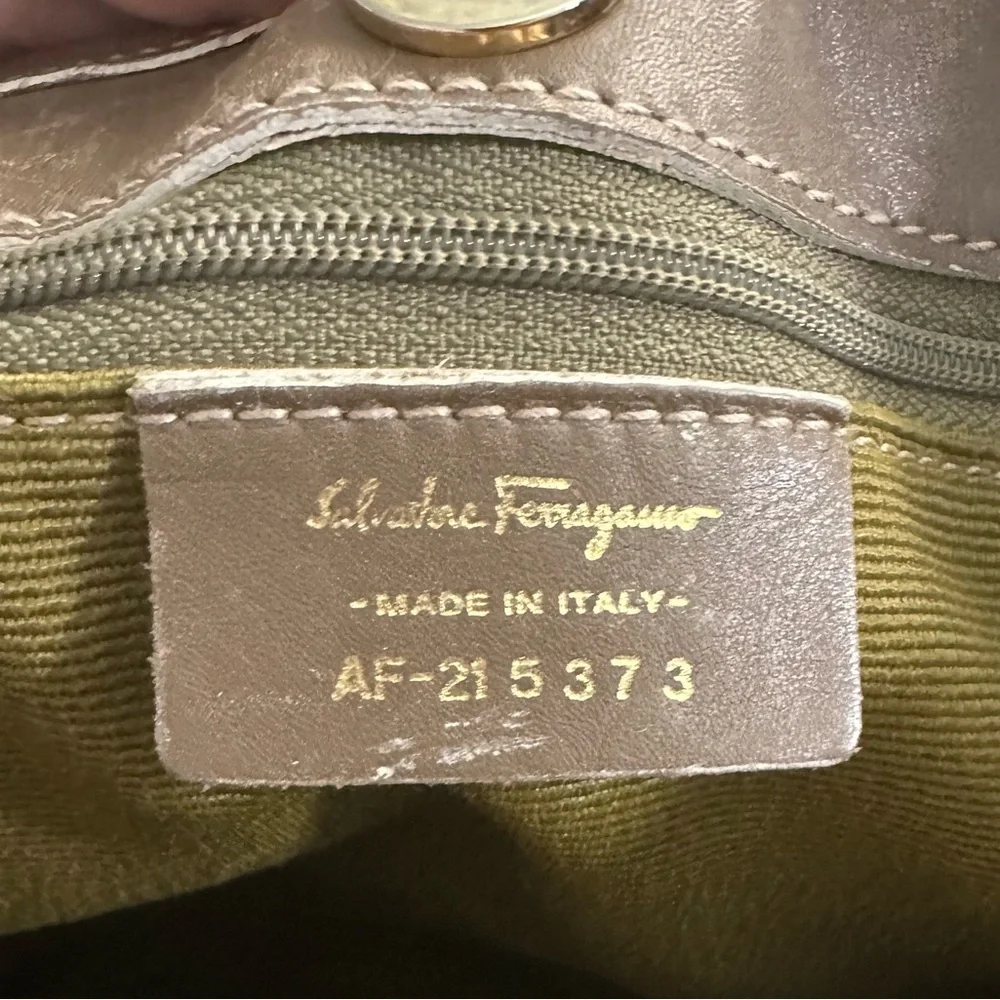 Salvatore Ferragamo
-MADE IN ITALY-
AF-21 5373